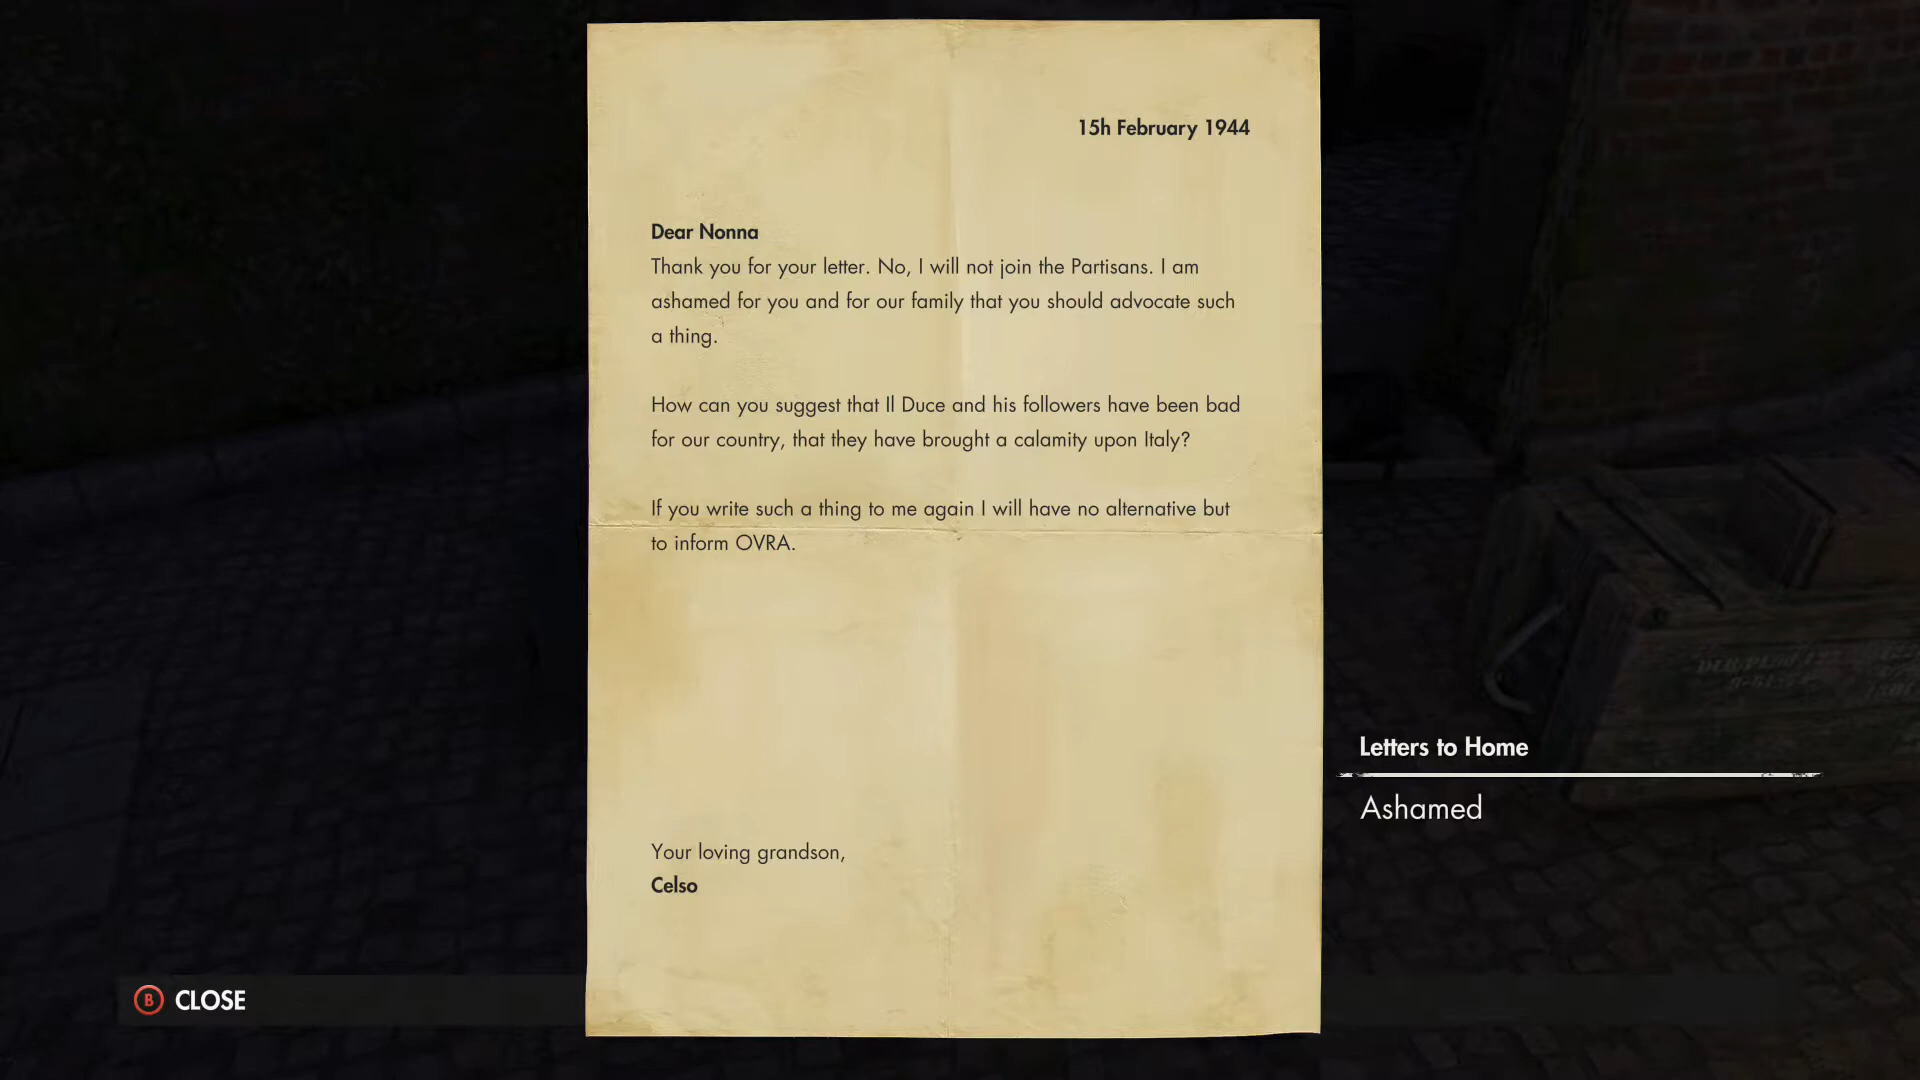 15h February 1944
Dear Nonna
Thank you for your letter. No, I will not join the Partisans. I am
ashamed for you and for our family that you should advocate such
a thing.
How can you suggest that Il Duce and his followers have been bad
for our country, that they have brought a calamity upon Italy?
If you write such a thing to me again I will have no alternative but
to inform OVRA.
Your loving grandson,
Celso
Letters to Home
Ashamed
B CLOSE